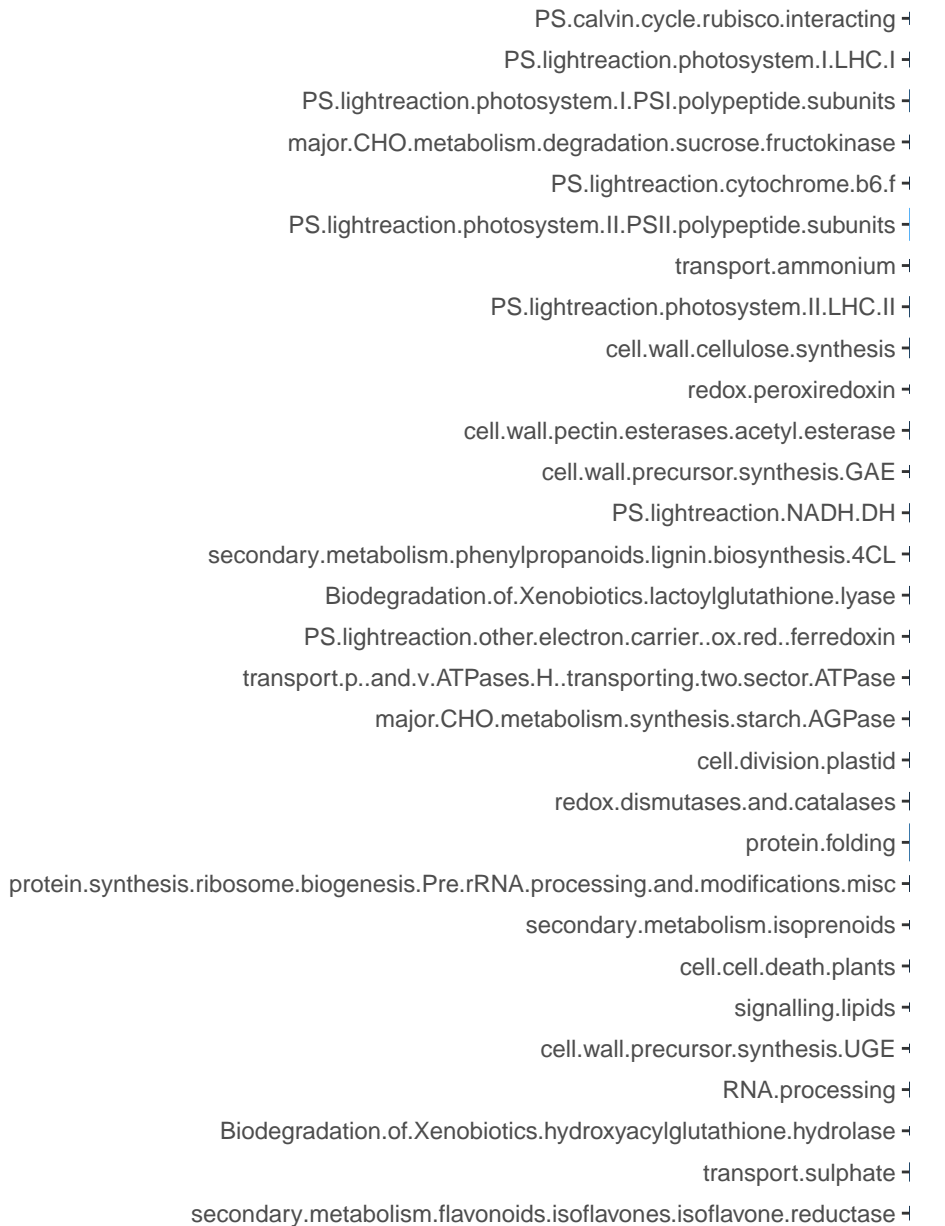 PS.calvin.cycle.rubisco.interacting
PS.lightreaction.photosystem.I.LHC.I
PS.lightreaction.photosystem.I.PSI.polypeptide.subunits
major.CHO.metabolism.degradation.sucrose.fructokinase
PS.lightreaction.cytochrome.b6.f
PS.lightreaction.photosystem.II.PSII.polypeptide.subunits
transport.ammonium
PS.lightreaction.photosystem.II.LHC.II
cell.wall.cellulose.synthesis
redox.peroxiredoxin
cell.wall.pectin.esterases.acetyl.esterase
cell.wall.precursor.synthesis.GAE
PS.lightreaction.NADH.DH
secondary.metabolism.phenylpropanoids.lignin.biosynthesis.4CL
Biodegradation.of.Xenobiotics.lactoylglutathione.lyase
PS.lightreaction.other.electron.carrier..ox.red..ferredoxin
transport.p..and.v.ATPases.H..transporting.two.sector.ATPase
major.CHO.metabolism.synthesis.starch.AGPase
cell.division.plastid
redox.dismutases.and.catalases
protein.folding
protein.synthesis.ribosome.biogenesis.Pre.rRNA.processing.and.modifications.misc
secondary.metabolism.isoprenoids
cell.cell.death.plants
signalling.lipids
cell.wall.precursor.synthesis.UGE
RNA.processing
Biodegradation.of.Xenobiotics.hydroxyacylglutathione.hydrolase
transport.sulphate
secondary.metabolism.flavonoids.isoflavones.isoflavone.reductase